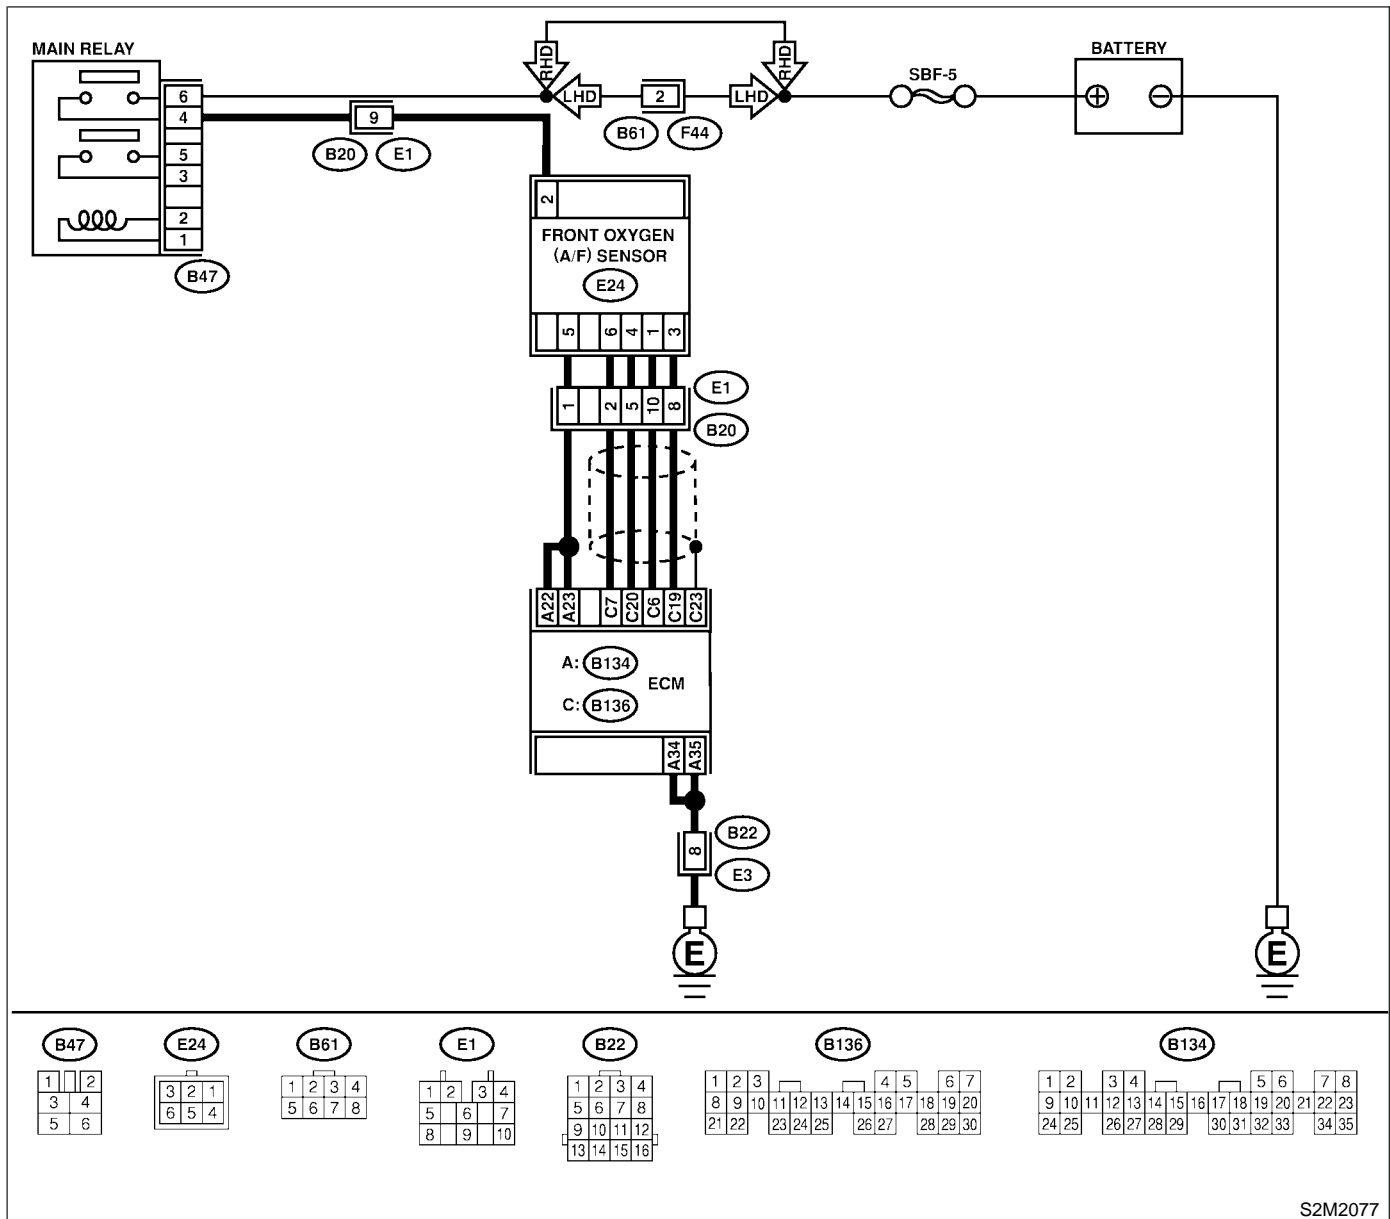 MAIN RELAY
RHD
RHD
BATTERY
SBF-5
LHD
2
LHD
6
4
5
3
2
1
9
B61
F44
B20
E1
B47
2
FRONT OXYGEN
(A/F) SENSOR
E24
5 6 4 1 3
E1
1 2 5 10 8
B20
A22 A23 C7 C20 C6 C19 C23
A: B134
ECM
C: B136
A34 A35
B22
8
E3
E
E
B47
E24
B61
E1
B22
B136
B134
1 2
3 4
5 6
3 2 1
6 5 4
1 2 3 4
5 6 7 8
1 2 3 4
5 6 7
8 9 10
1 2 3 4
5 6 7 8
9 10 11 12
13 14 15 16
1 2 3 4 5 6 7
8 9 10 11 12 13 14 15 16 17 18 19 20
21 22 23 24 25 26 27 28 29 30
1 2 3 4 5 6 7 8
9 10 11 12 13 14 15 16 17 18 19 20 21 22 23
24 25 26 27 28 29 30 31 32 33 34 35
S2M2077